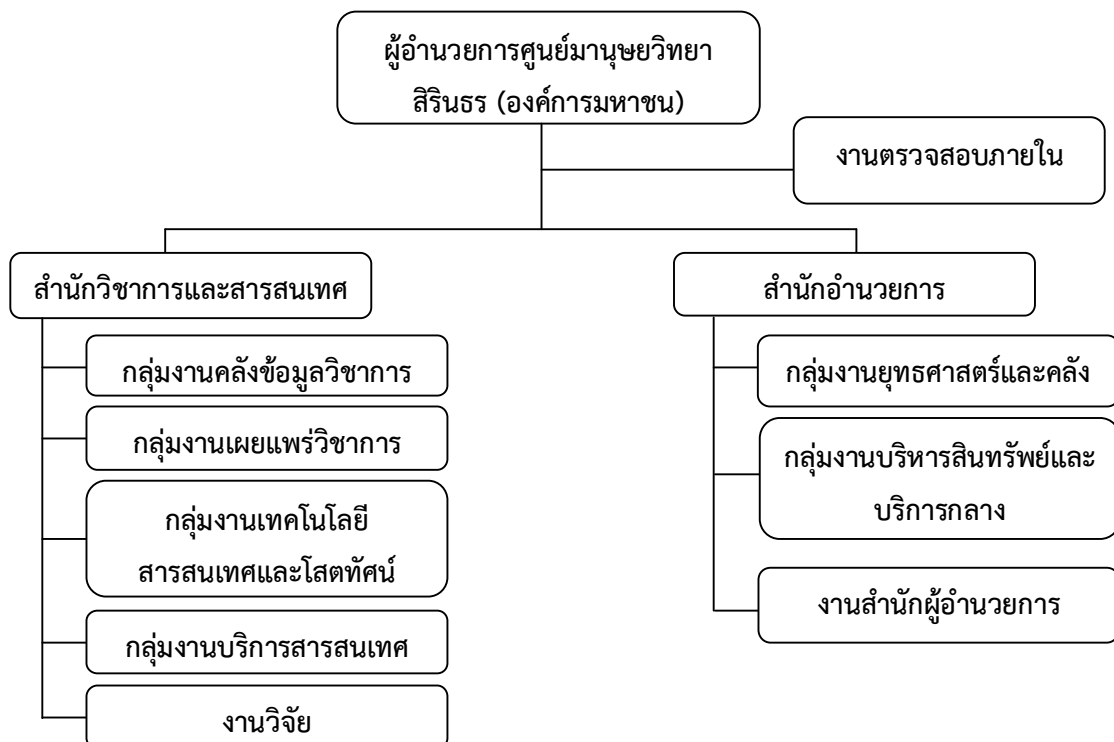 ผู้อำนวยการศูนย์มานุษยวิทยา
สิรินธร (องค์การมหาชน)
งานตรวจสอบภายใน
สำนักวิชาการและสารสนเทศ
กลุ่มงานคลังข้อมูลวิชาการ
กลุ่มงานเผยแพร่วิชาการ
กลุ่มงานเทคโนโลยี
สารสนเทศและโสตทัศน์
กลุ่มงานบริการสารสนเทศ
งานวิจัย
สำนักอำนวยการ
กลุ่มงานยุทธศาสตร์และคลัง
กลุ่มงานบริหารสินทรัพย์และ
บริการกลาง
งานสำนักผู้อำนวยการ